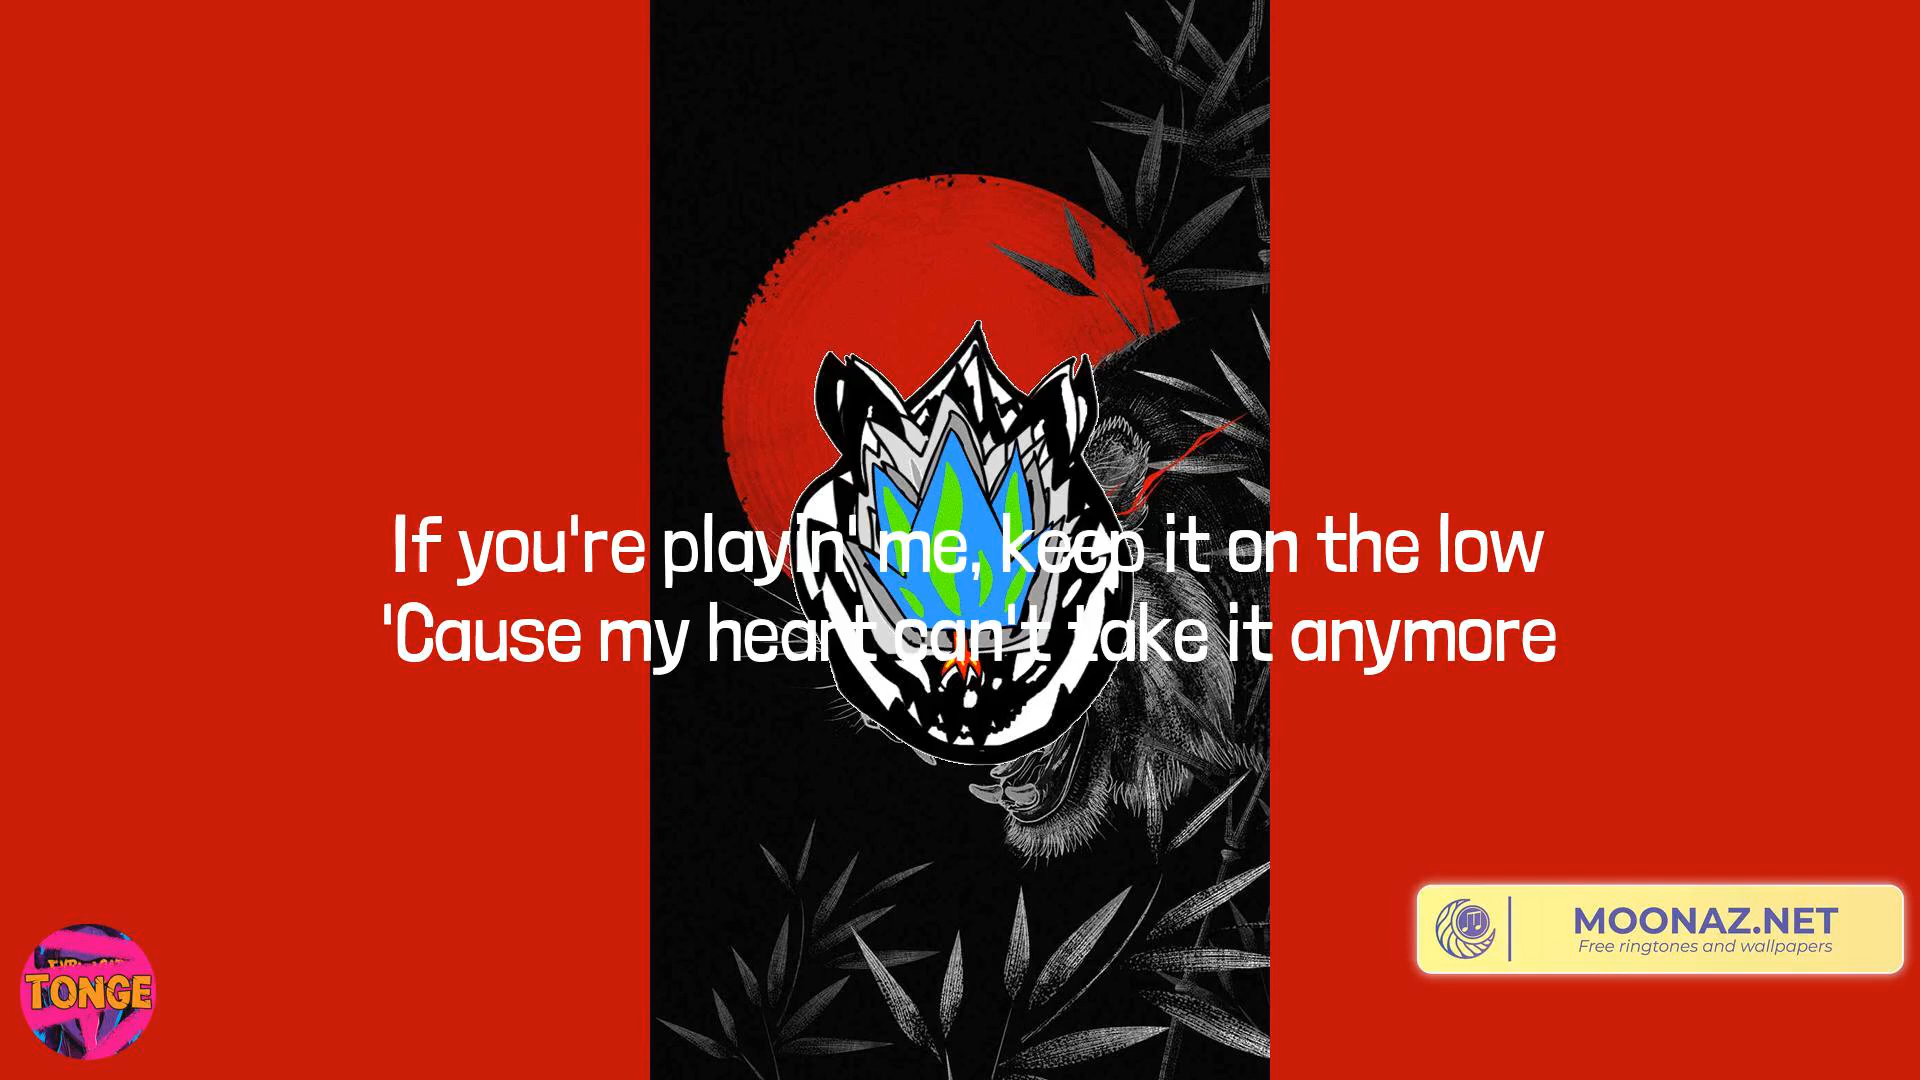 If you're playin' me, keep it on the low
'Cause my heart can't take it anymore
TONGE
MOONAZ.NET
Free ringtones and wallpapers